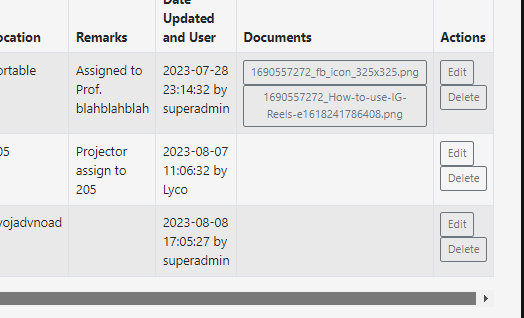 Date
Updated
ocation Remarks and User Documents Actions
ortable Assigned to Prof. blahblahblah 2023-07-28 23:14:32 by superadmin 1690557272_fb_icon_325x325.png Edit
1690557272_How-to-use-IG-
Reels-e1618241786408.png
Delete
05 Projector assign to 205 2023-08-07 11:06:32 by Lyco Edit
Delete
vojadvnoad 2023-08-08 17:05:27 by superadmin Edit
Delete